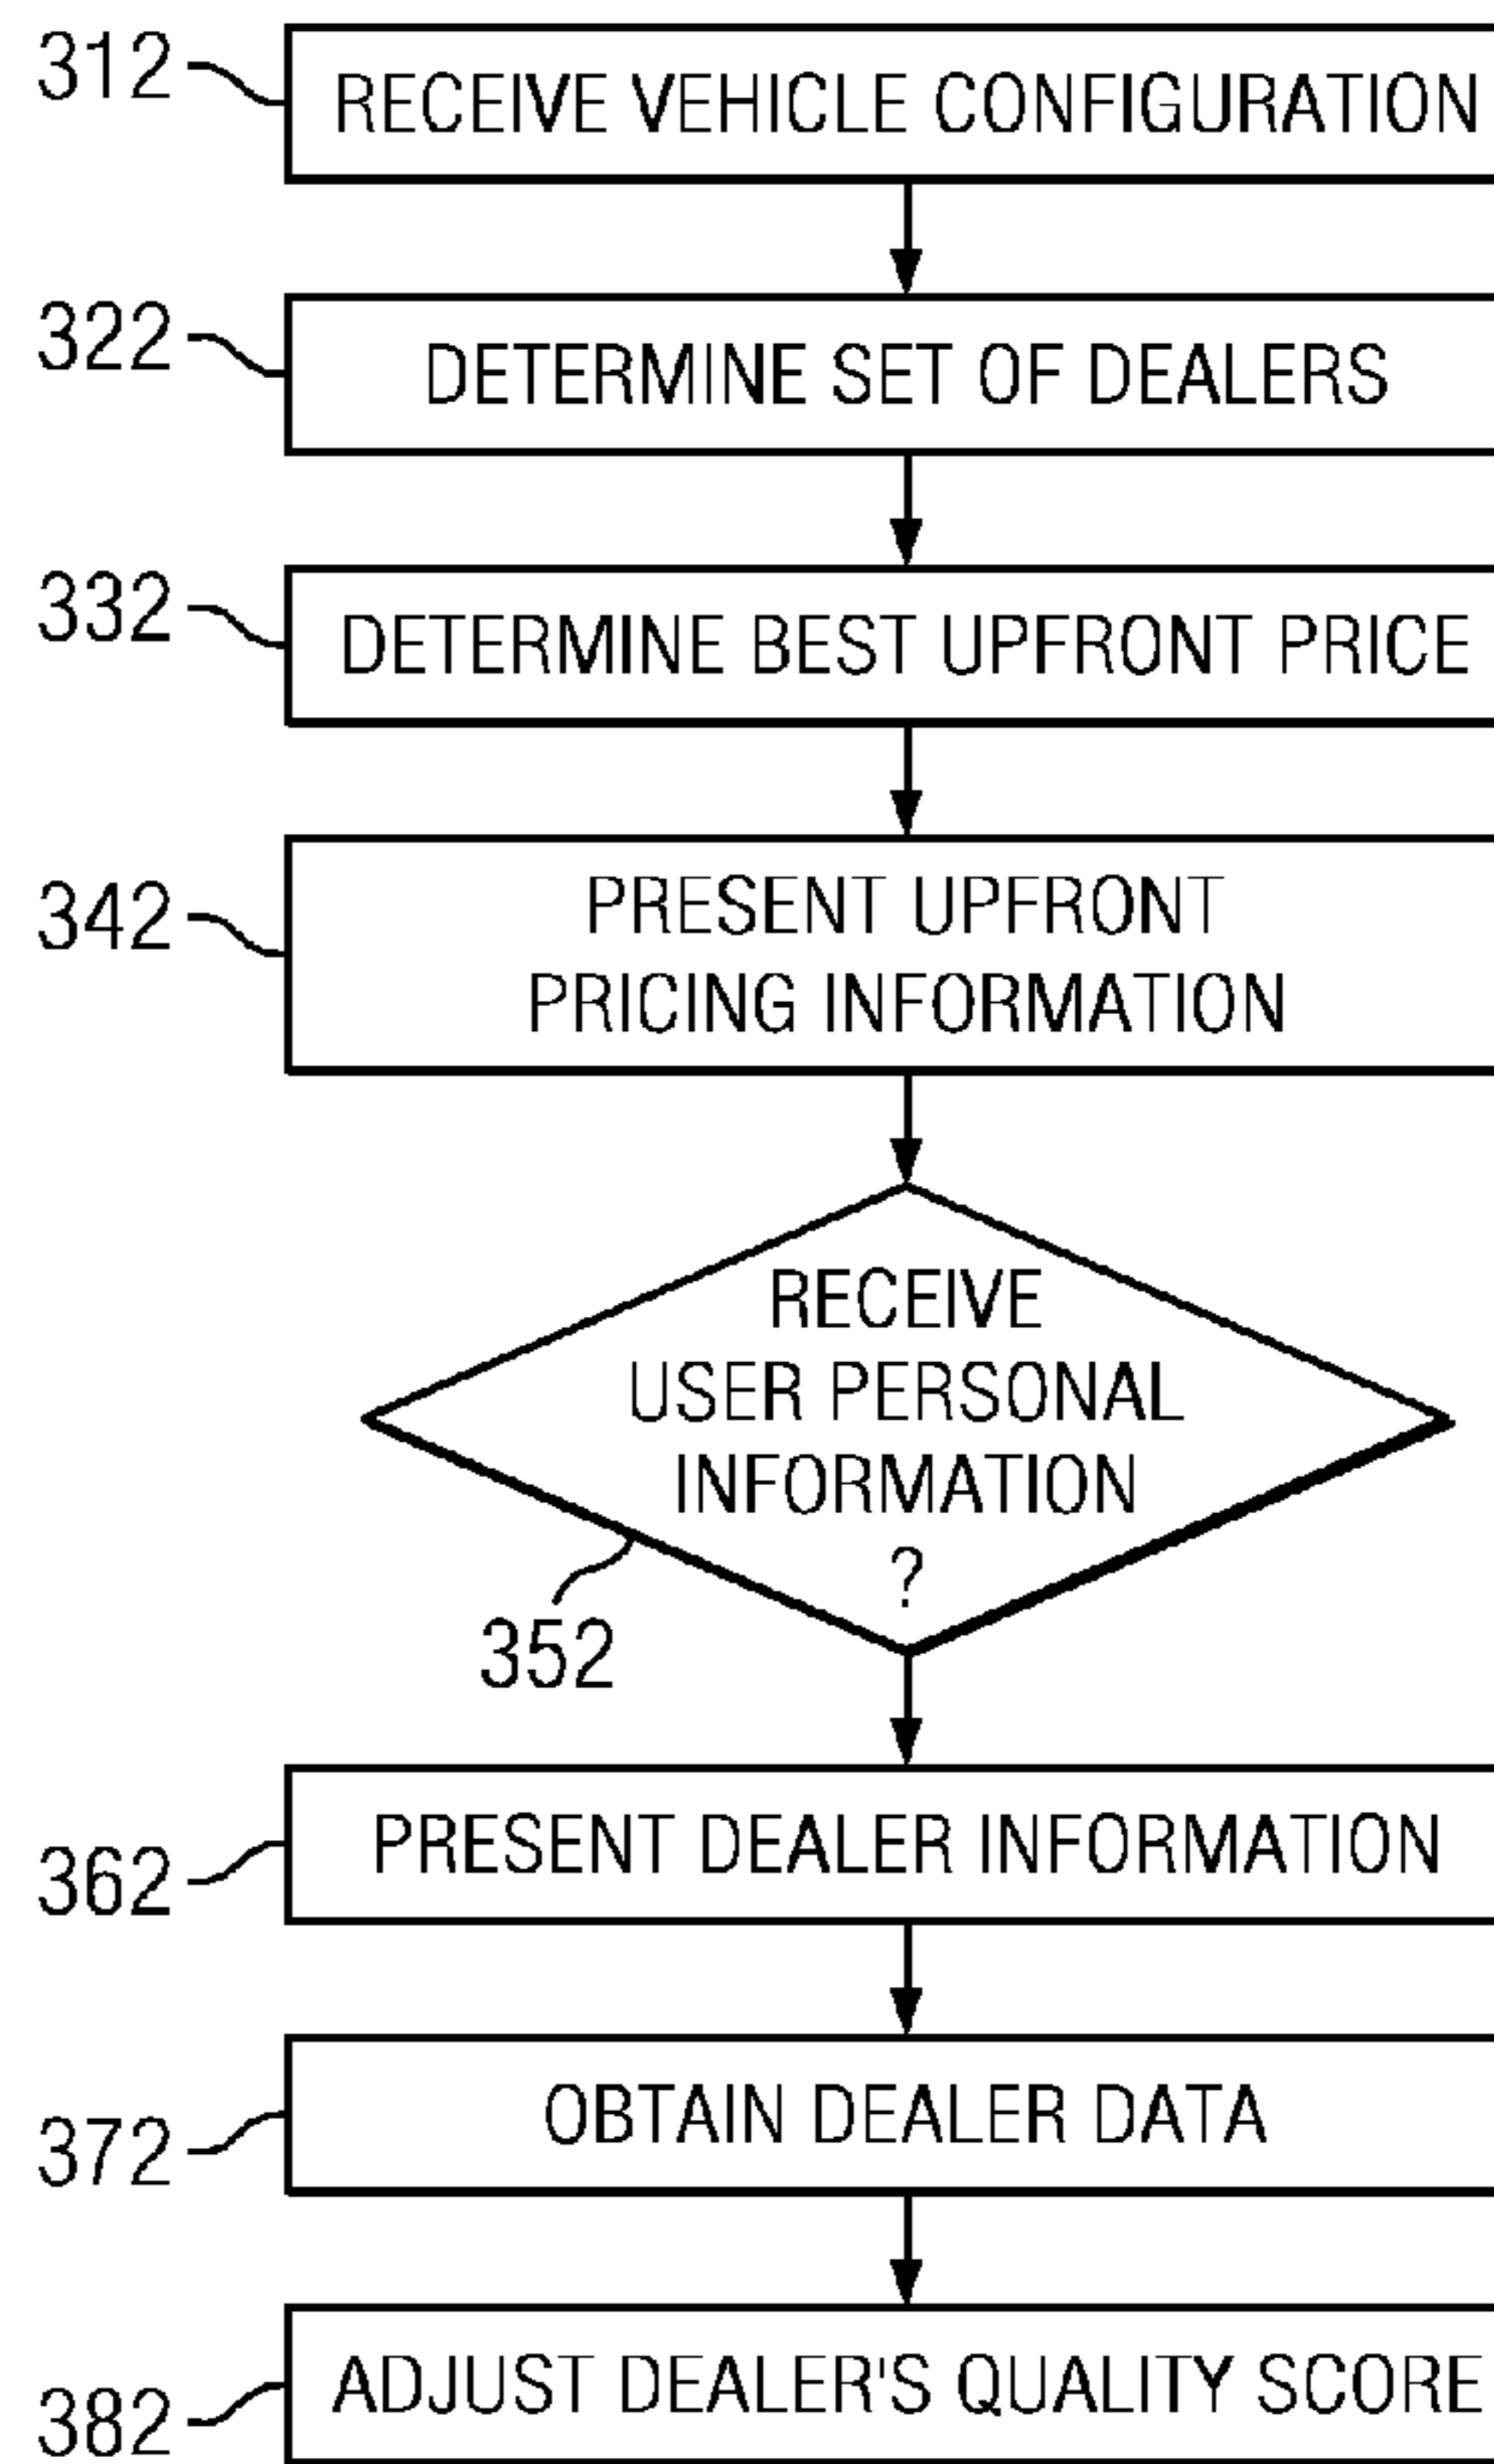 312
RECEIVE VEHICLE CONFIGURATION
322
DETERMINE SET OF DEALERS
332
DETERMINE BEST UPFRONT PRICE
342
PRESENT UPFRONT
PRICING INFORMATION
RECEIVE
USER PERSONAL
INFORMATION
?
352
362
PRESENT DEALER INFORMATION
372
OBTAIN DEALER DATA
382
ADJUST DEALER'S QUALITY SCORE